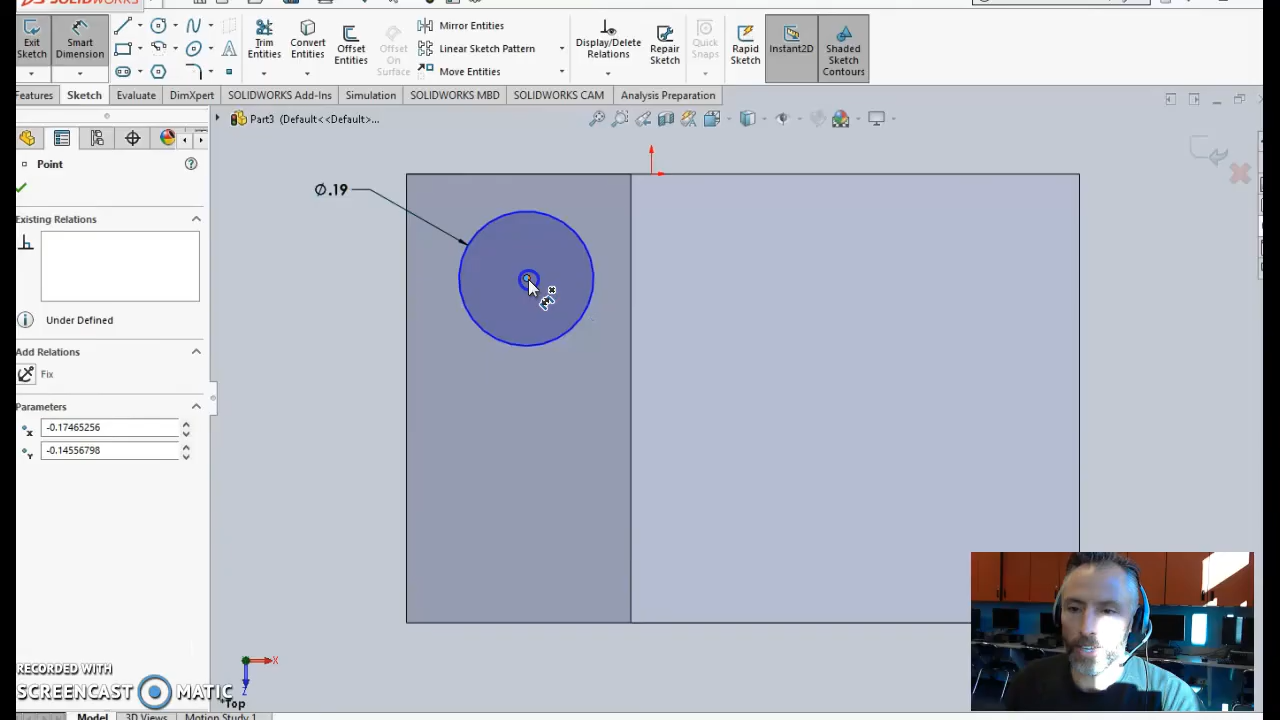 Exit Sketch
Smart Dimension
Trim Entities
Convert Entities
Offset Entities
Offset On Surface
Mirror Entities
Linear Sketch Pattern
Move Entities
Display/Delete Relations
Repair Sketch
Quick Snaps
Rapid Sketch
Instant2D
Shaded Sketch Contours
Features
Sketch
Evaluate
DimXpert
SOLIDWORKS Add-Ins
Simulation
SOLIDWORKS MBD
SOLIDWORKS CAM
Analysis Preparation
Part3 (Default<<Default>...
Point
Existing Relations
Under Defined
Add Relations
Fix
Parameters
X -0.17465256
Y -0.14556798
Ø.19
X
Z
*Top
RECORDED WITH
SCREENCAST MATIC
Model
3D Views
Motion Study 1